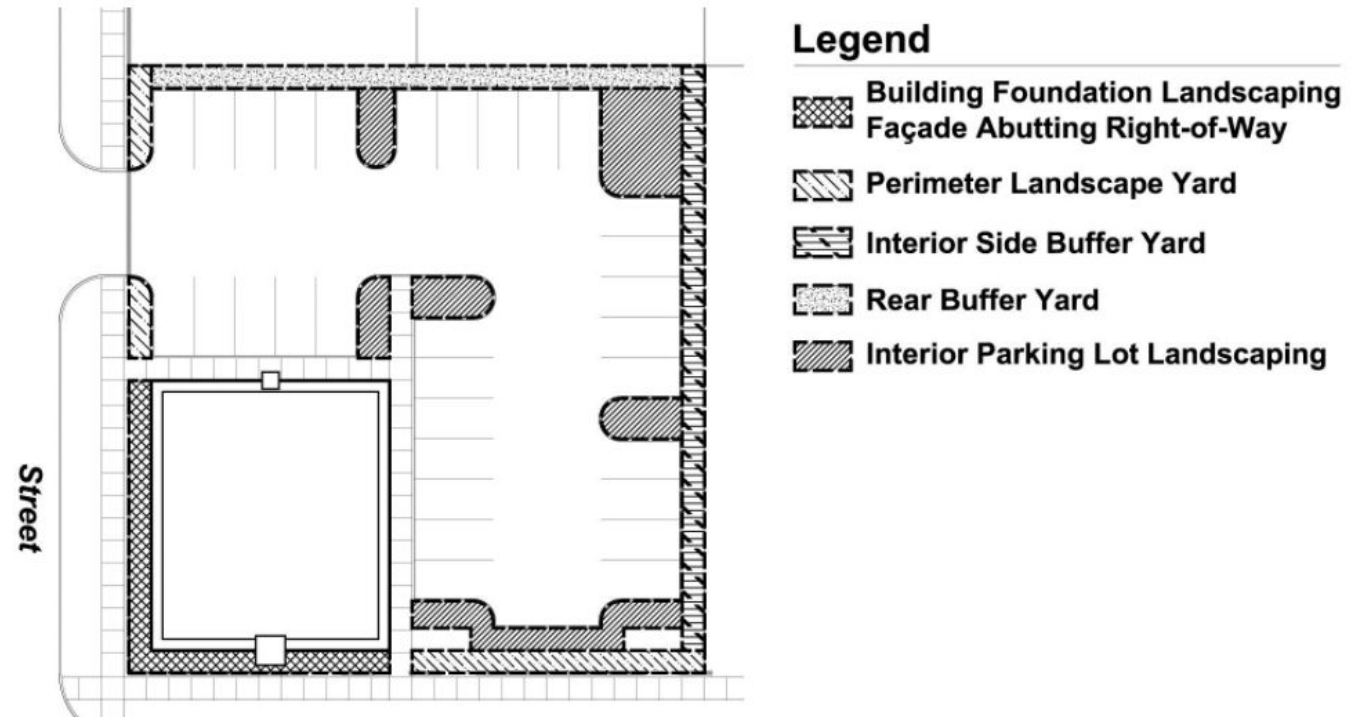 Legend
Building Foundation Landscaping
Façade Abutting Right-of-Way
Perimeter Landscape Yard
Interior Side Buffer Yard
Rear Buffer Yard
Interior Parking Lot Landscaping
Street